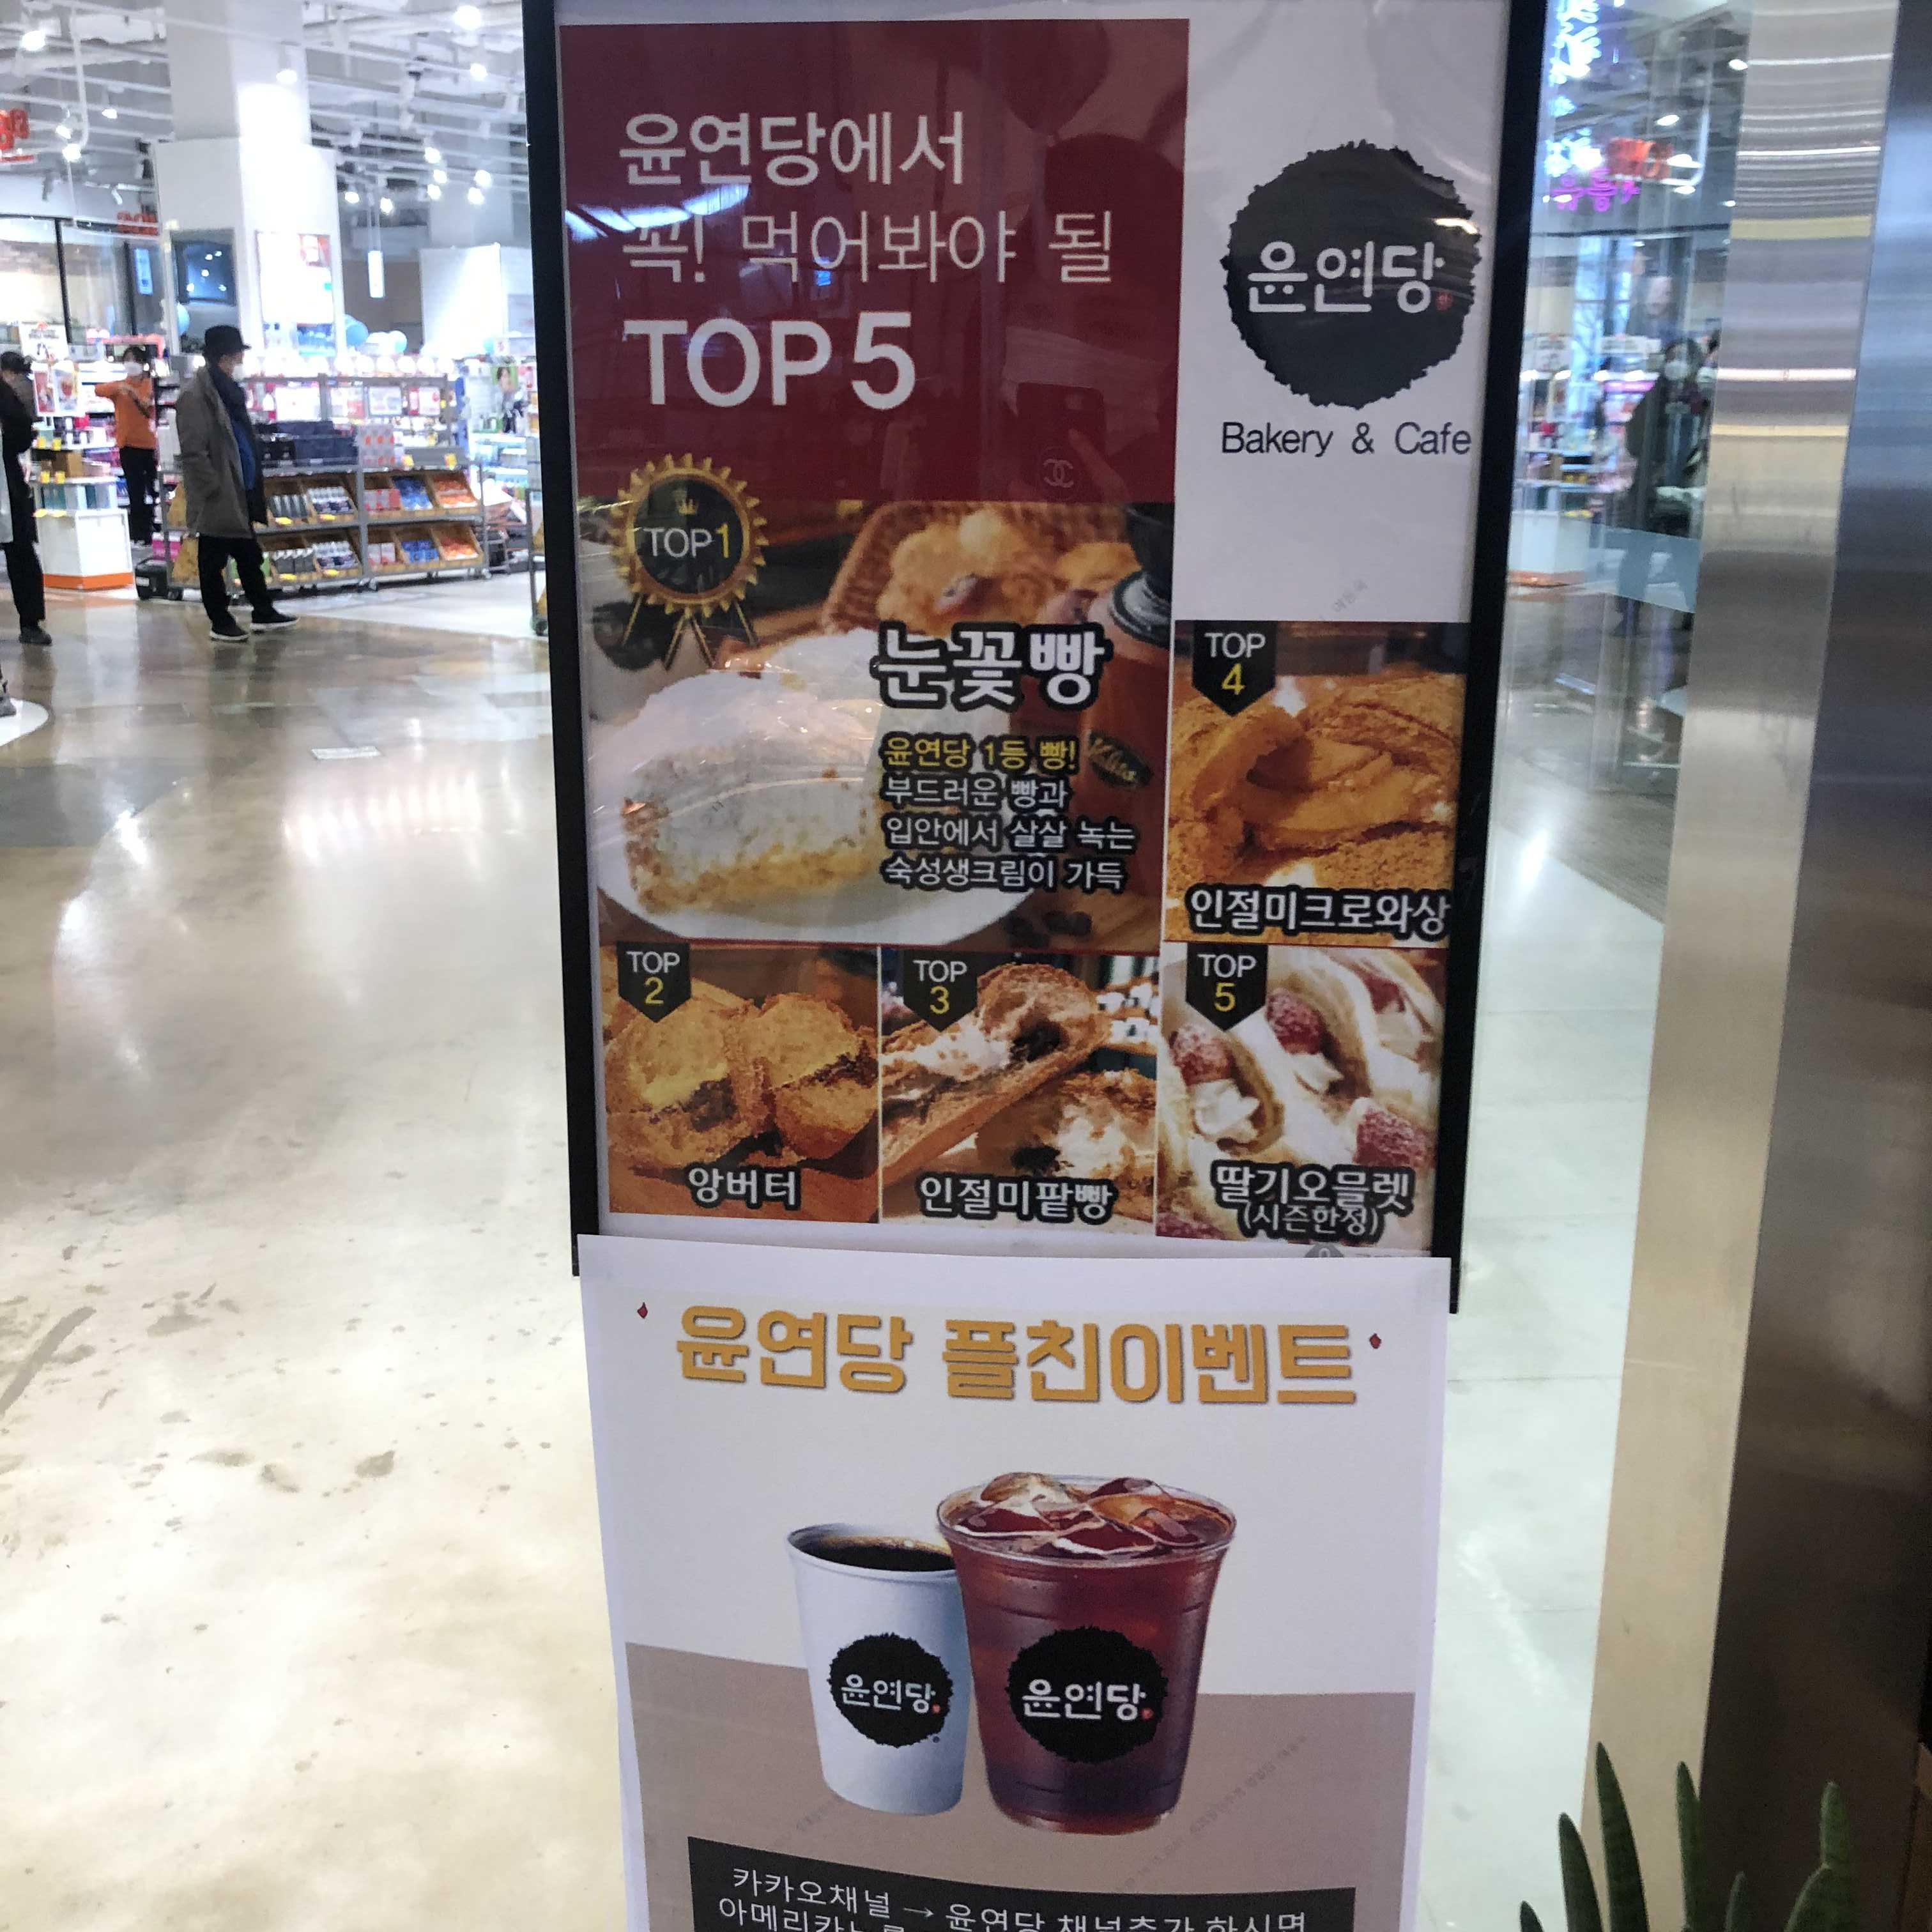 윤연당에서
꼭! 먹어봐야 될
TOP 5
윤연당
Bakery & Cafe
TOP1
눈꽃빵
윤연당 1등 빵!
부드러운 빵과
입안에서 살살 녹는
숙성생크림이 가득
TOP
4
인절미크로와상
TOP
2
앙버터
TOP
3
인절미팥빵
TOP
5
딸기오믈렛
(시즌한정)
윤연당 플친이벤트
윤연당
윤연당
카카오채널 → 윤연당 채널추가 하시면